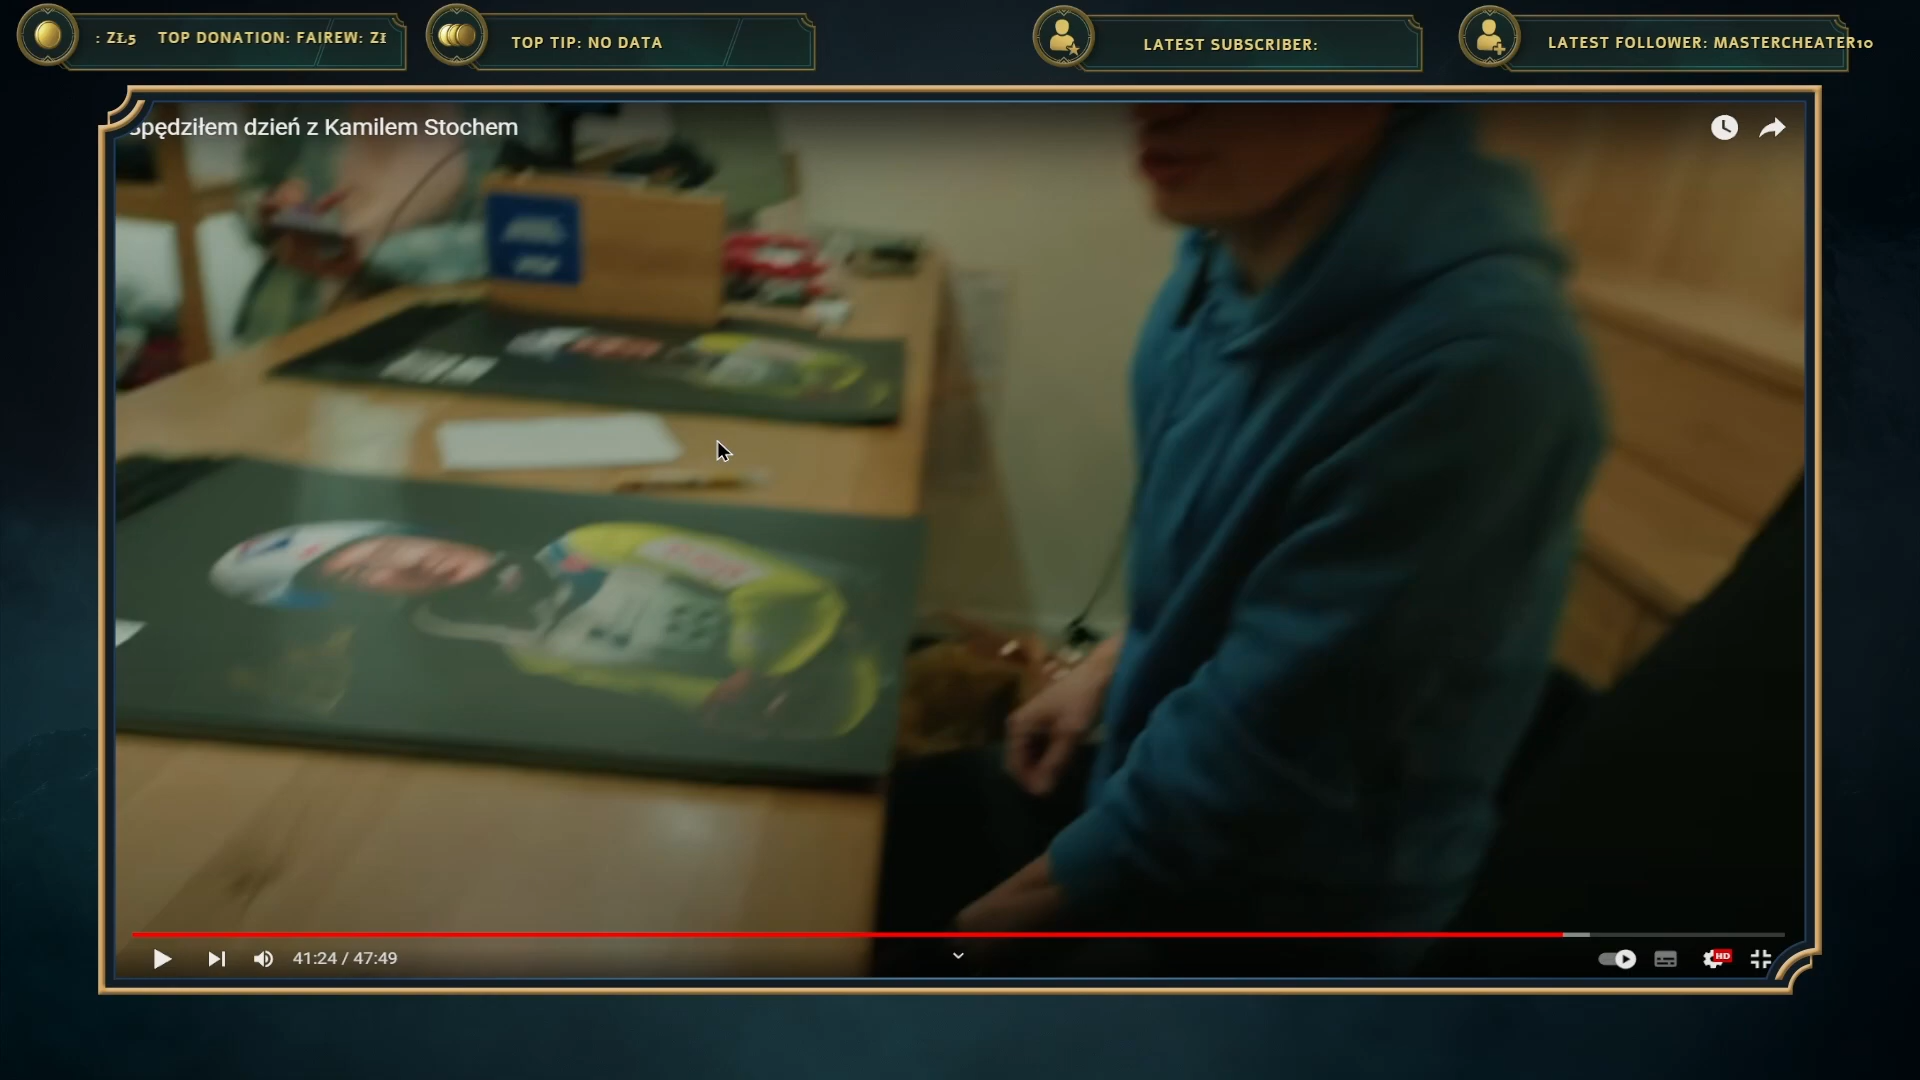 : ZŁ5 TOP DONATION: FAIREW: ZŁ
TOP TIP: NO DATA
LATEST SUBSCRIBER:
LATEST FOLLOWER: MASTERCHEATER10
Spędziłem dzień z Kamilem Stochem
41:24 / 47:49
HD